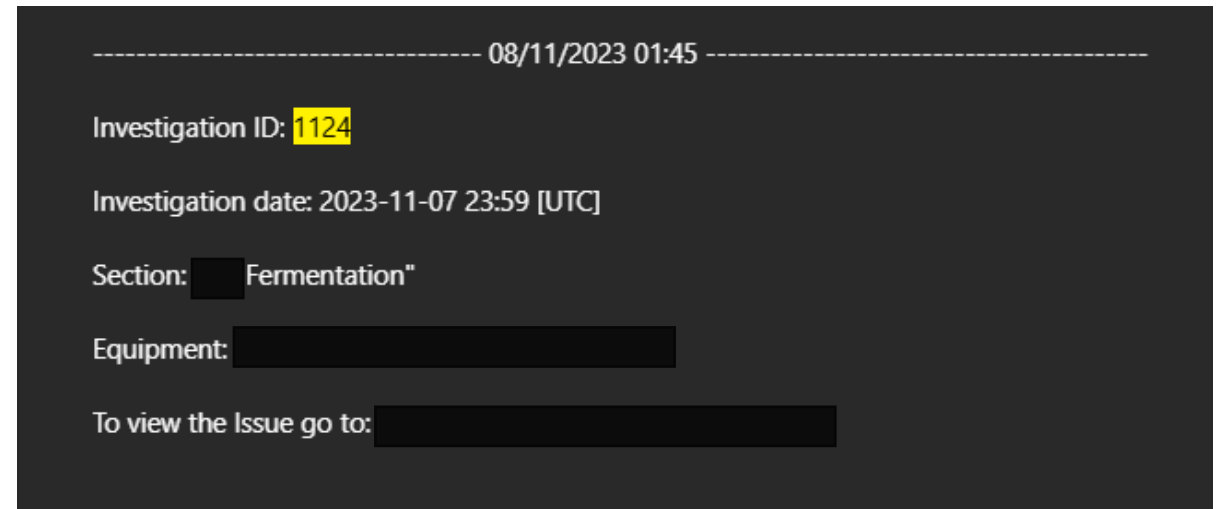 ----------------------------------- 08/11/2023 01:45 ----------------------------------------
Investigation ID: 1124
Investigation date: 2023-11-07 23:59 [UTC]
Section: Fermentation"
Equipment:
To view the Issue go to: